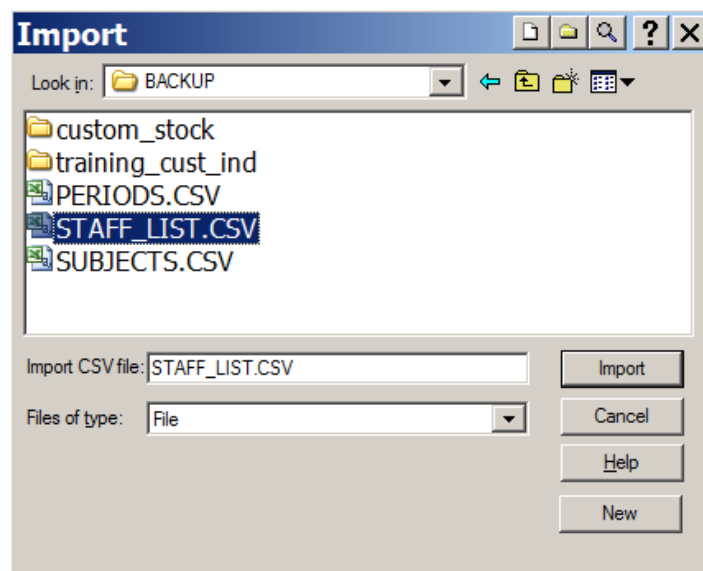 Import
?
Look in: BACKUP
custom_stock
training_cust_ind
PERIODS.CSV
STAFF_LIST.CSV
SUBJECTS.CSV
Import CSV file: STAFF_LIST.CSV
Import
Files of type: File
Cancel
Help
New